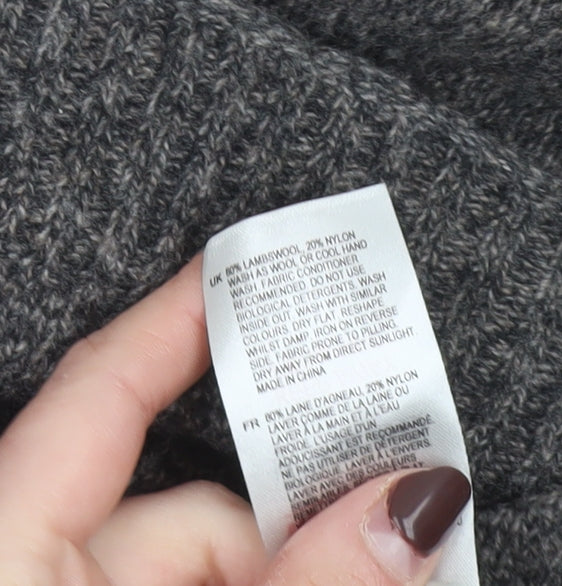 UK 80% LAMBSWOOL, 20% NYLON
WASH AS WOOL OR COOL HAND
WASH. FABRIC CONDITIONER
RECOMMENDED. DO NOT USE
BIOLOGICAL DETERGENTS. WASH
INSIDE OUT. WASH WITH SIMILAR
COLOURS. DRY FLAT. RESHAPE
WHILST DAMP. IRON ON REVERSE
SIDE. FABRIC PRONE TO PILLING.
DRY AWAY FROM DIRECT SUNLIGHT.
MADE IN CHINA
FR 80% LAINE D'AGNEAU, 20% NYLON
LAVER COMME DE LA LAINE OU
LAVER À LA MAIN ET À L'EAU
FROIDE. L'USAGE D'UN
ADOUCISSANT EST RECOMMANDÉ.
NE PAS UTILISER DE DÉTERGENT
BIOLOGIQUE. LAVER À L'ENVERS.
LAVER AVEC DES COULEURS